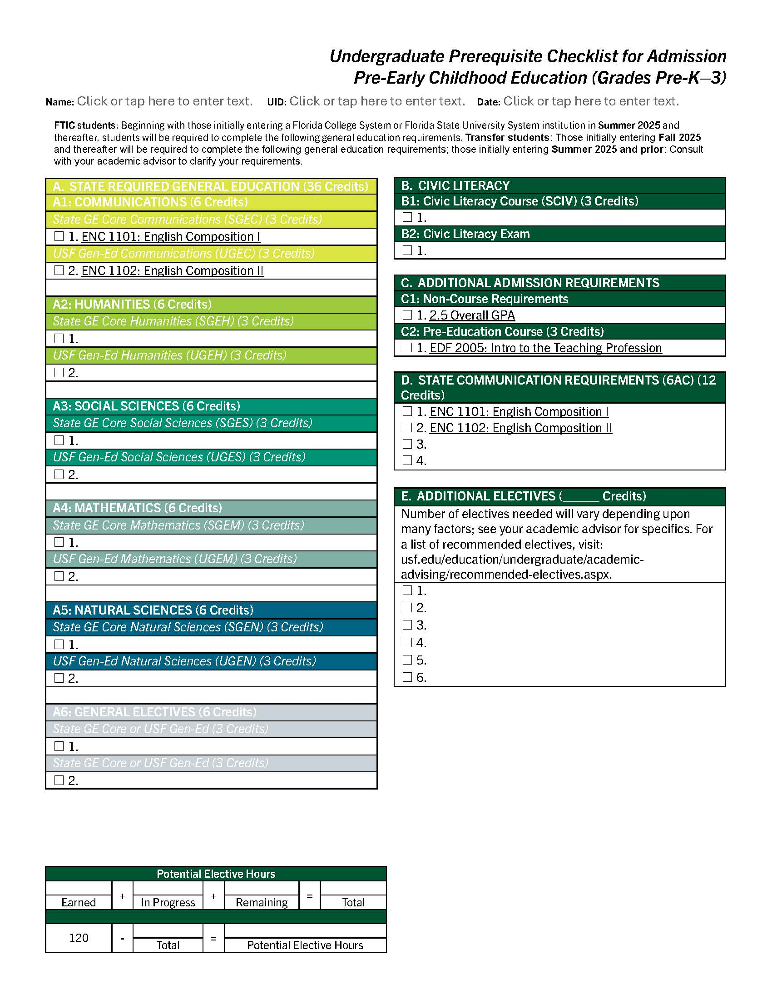 Undergraduate Prerequisite Checklist for Admission
Pre-Early Childhood Education (Grades Pre-K–3)
Name: Click or tap here to enter text. UID: Click or tap here to enter text. Date: Click or tap here to enter text.
FTIC students: Beginning with those initially entering a Florida College System or Florida State University System institution in Summer 2025 and
thereafter, students will be required to complete the following general education requirements. Transfer students: Those initially entering Fall 2025
and thereafter will be required to complete the following general education requirements; those initially entering Summer 2025 and prior: Consult
with your academic advisor to clarify your requirements.
A. STATE REQUIRED GENERAL EDUCATION (36 Credits)
A1: COMMUNICATIONS (6 Credits)
State GE Core Communications (SGEC) (3 Credits)
☐ 1. ENC 1101: English Composition I
USF Gen-Ed Communications (UGEC) (3 Credits)
☐ 2. ENC 1102: English Composition II
A2: HUMANITIES (6 Credits)
State GE Core Humanities (SGEH) (3 Credits)
☐ 1.
USF Gen-Ed Humanities (UGEH) (3 Credits)
☐ 2.
A3: SOCIAL SCIENCES (6 Credits)
State GE Core Social Sciences (SGES) (3 Credits)
☐ 1.
USF Gen-Ed Social Sciences (UGES) (3 Credits)
☐ 2.
A4: MATHEMATICS (6 Credits)
State GE Core Mathematics (SGEM) (3 Credits)
☐ 1.
USF Gen-Ed Mathematics (UGEM) (3 Credits)
☐ 2.
A5: NATURAL SCIENCES (6 Credits)
State GE Core Natural Sciences (SGEN) (3 Credits)
☐ 1.
USF Gen-Ed Natural Sciences (UGEN) (3 Credits)
☐ 2.
A6: GENERAL ELECTIVES (6 Credits)
State GE Core or USF Gen-Ed (3 Credits)
☐ 1.
State GE Core or USF Gen-Ed (3 Credits)
☐ 2.
B. CIVIC LITERACY
B1: Civic Literacy Course (SCIV) (3 Credits)
☐ 1.
B2: Civic Literacy Exam
☐ 1.
C. ADDITIONAL ADMISSION REQUIREMENTS
C1: Non-Course Requirements
☐ 1. 2.5 Overall GPA
C2: Pre-Education Course (3 Credits)
☐ 1. EDF 2005: Intro to the Teaching Profession
D. STATE COMMUNICATION REQUIREMENTS (6AC) (12
Credits)
☐ 1. ENC 1101: English Composition I
☐ 2. ENC 1102: English Composition II
☐ 3.
☐ 4.
E. ADDITIONAL ELECTIVES (_____ Credits)
Number of electives needed will vary depending upon
many factors; see your academic advisor for specifics. For
a list of recommended electives, visit:
usf.edu/education/undergraduate/academic-
advising/recommended-electives.aspx.
☐ 1.
☐ 2.
☐ 3.
☐ 4.
☐ 5.
☐ 6.
Potential Elective Hours
Earned + In Progress + Remaining = Total
120 - Total = Potential Elective Hours